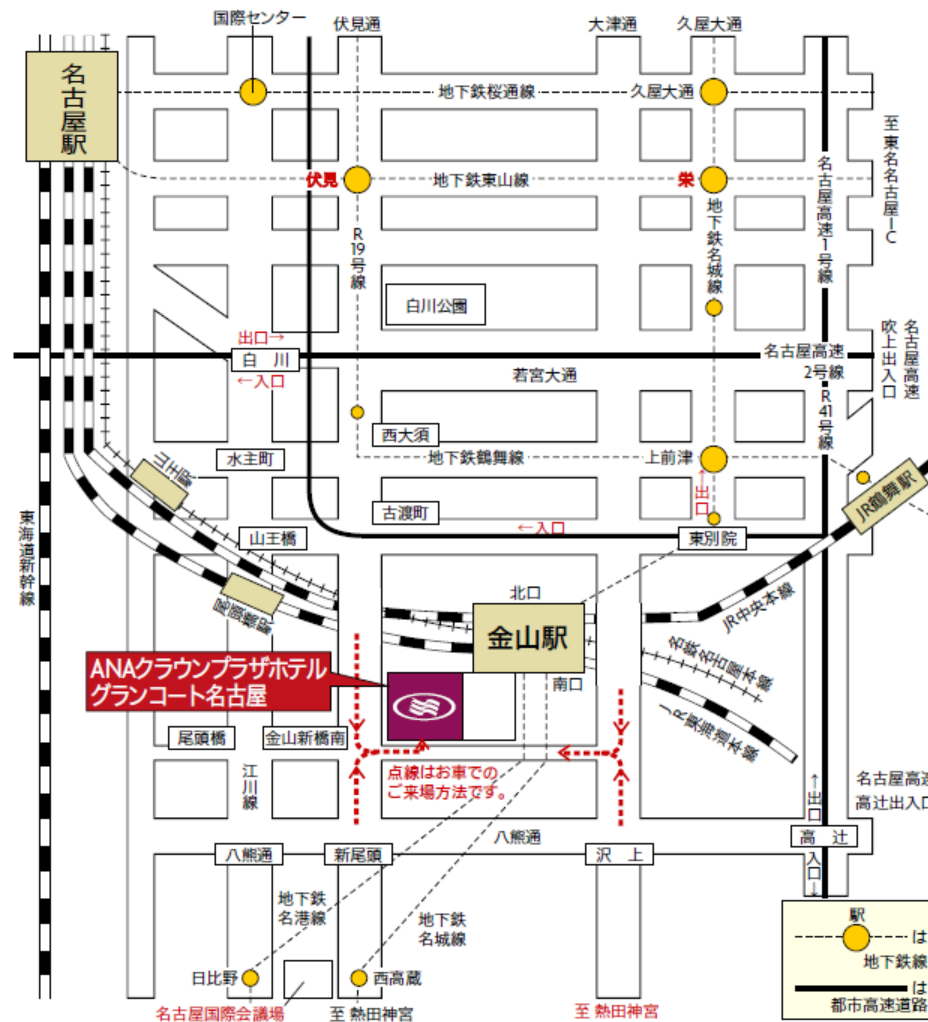 国際センター
伏見通
大津通
久屋大通
名古屋駅
地下鉄桜通線
久屋大通
至 東名名古屋IC
伏見
地下鉄東山線
栄
名古屋高速1号線
R19号線
地下鉄名城線
白川公園
出口→
白川
←入口
名古屋高速
2号線
名古屋高速
吹上出入口
若宮大通
R41号線
西大須
水主町
地下鉄鶴舞線
上前津
山王駅
←出口
JR鶴舞駅
古渡町
←入口
東海道新幹線
山王橋
東別院
尾頭橋駅
北口
JR中央本線
金山駅
名鉄名古屋本線
ANAクラウンプラザホテル
グランコート名古屋
南口
JR東海道本線
尾頭橋
金山新橋南
江川線
点線はお車での
ご来場方法です。
←出口
名古屋高速
高辻出入口
八熊通
高辻
八熊通
新尾頭
沢上
入口→
地下鉄
名港線
地下鉄
名城線
駅
は
地下鉄線
は
都市高速道路
日比野
西高蔵
名古屋国際会議場
至 熱田神宮
至 熱田神宮